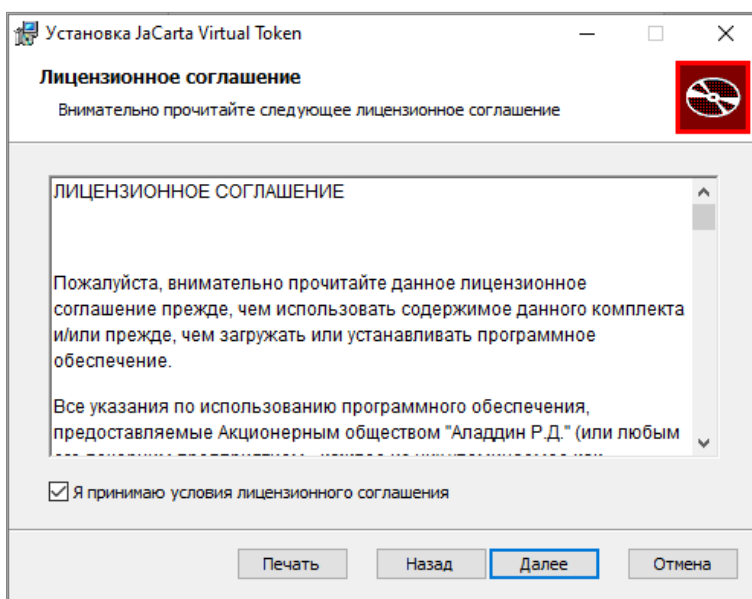 Установка JaCarta Virtual Token
Лицензионное соглашение
Внимательно прочитайте следующее лицензионное соглашение
ЛИЦЕНЗИОННОЕ СОГЛАШЕНИЕ
Пожалуйста, внимательно прочитайте данное лицензионное
соглашение прежде, чем использовать содержимое данного комплекта
и/или прежде, чем загружать или устанавливать программное
обеспечение.
Все указания по использованию программного обеспечения,
предоставляемые Акционерным обществом "Аладдин Р.Д." (или любым
Я принимаю условия лицензионного соглашения
Печать
Назад
Далее
Отмена